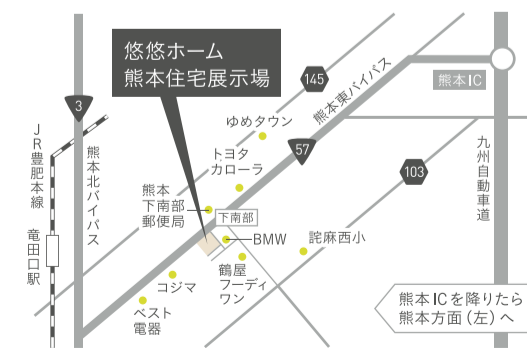 悠悠ホーム
熊本住宅展示場
3
145
熊本東バイパス
熊本IC
ゆめタウン
57
JR豊肥本線
熊本北バイパス
トヨタ
カローラ
103
九州自動車道
熊本
下南部
郵便局
下南部
竜田口駅
BMW
詫麻西小
鶴屋
フーディ
ワン
コジマ
ベスト
電器
熊本ICを降りたら
熊本方面(左)へ